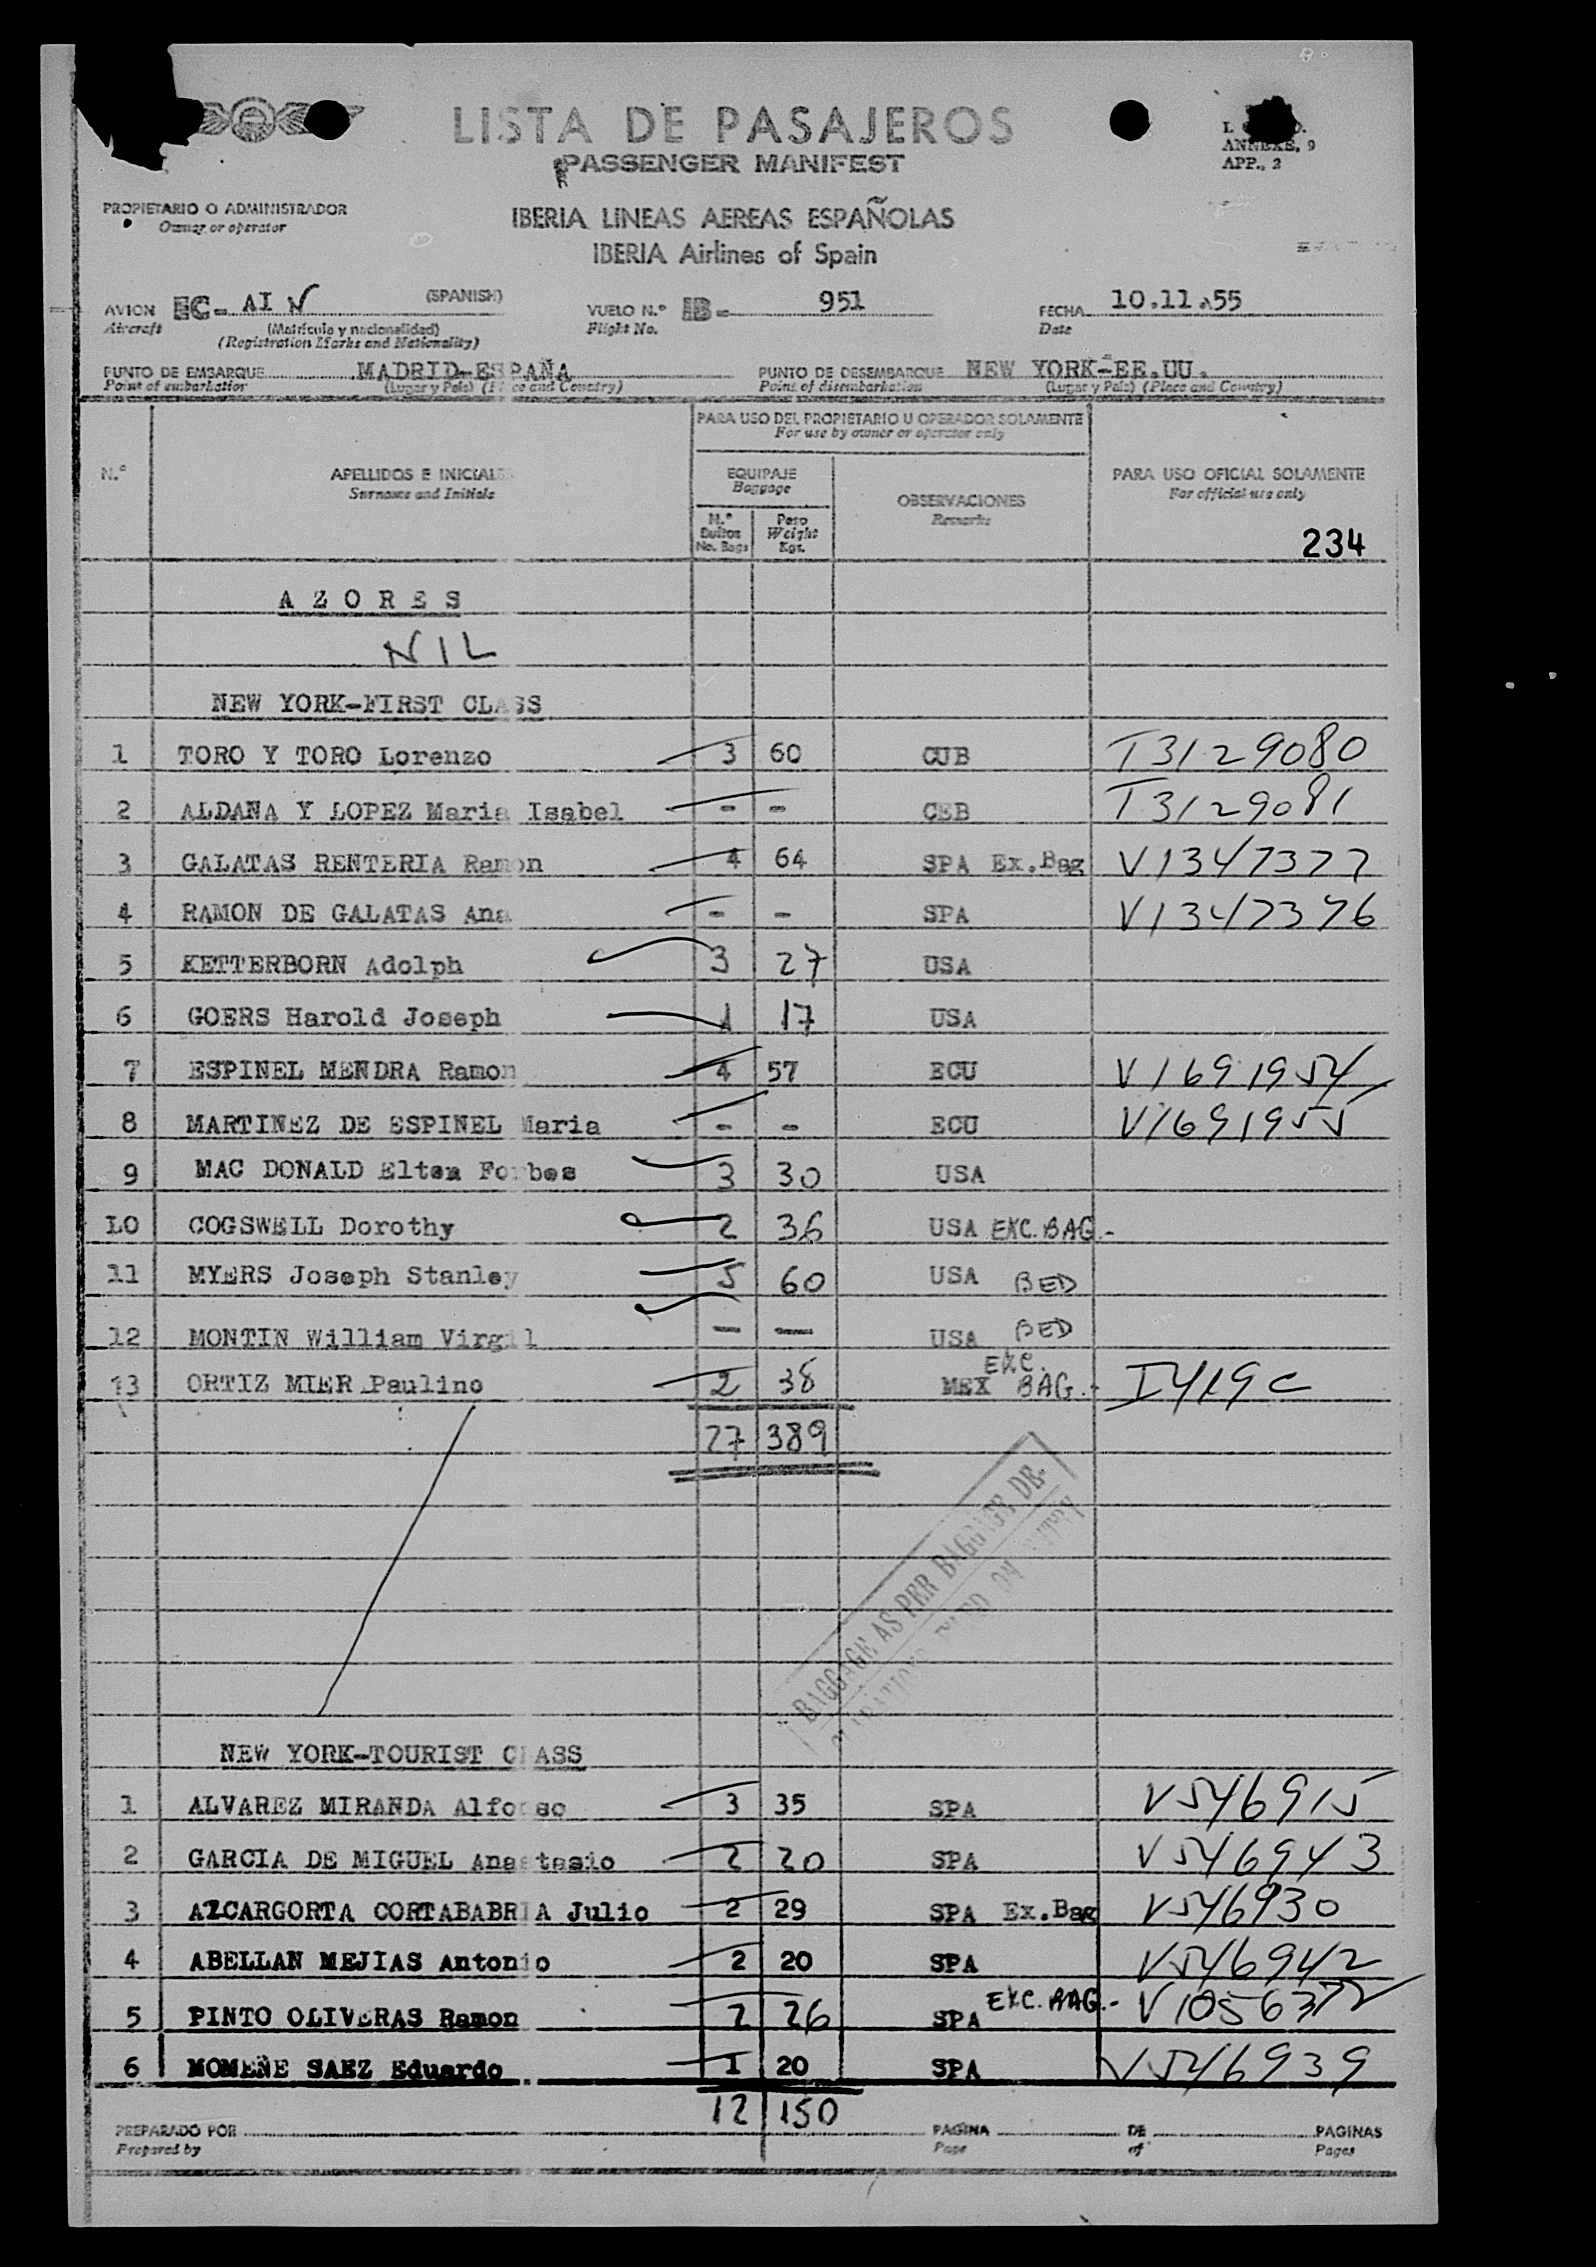 LISTA DE PASAJEROS
PASSENGER MANIFEST
ANNEXE, 9
APP., 2
PROPIETARIO O ADMINISTRADOR
Owner or operator
IBERIA LINEAS AEREAS ESPAÑOLAS
IBERIA Airlines of Spain
AVION EC- AI N (SPANISH) VUELO N.º IB- 951 FECHA 10.11.55
Aircraft (Matrícula y nacionalidad) Flight No. Date
(Registration Marks and Nationality)
PUNTO DE EMBARQUE MADRID-ESPAÑA PUNTO DE DESEMBARQUE NEW YORK-EE.UU.
Point of embarkation (Lugar y País) (Place and Country) Point of disembarkation (Lugar y País) (Place and Country)
PARA USO DEL PROPIETARIO U OPERADOR SOLAMENTE
For use by owner or operator only
N.º APELLIDOS E INICIALES EQUIPAJE PARA USO OFICIAL SOLAMENTE
Surname and Initials Baggage OBSERVACIONES For official use only
Remarks
N.º Bultos Peso
No. Bags Weight Kgs.
234
AZORES
NIL
NEW YORK-FIRST CLASS
1 TORO Y TORO Lorenzo 3 60 CUB T3129080
2 ALDANA Y LOPEZ Maria Isabel - - CEB T3129081
3 GALATAS RENTERIA Ramon 4 64 SPA Ex.Bag V1347377
4 RAMON DE GALATAS Ana - - SPA V1347376
5 KETTERBORN Adolph 3 27 USA
6 GOERS Harold Joseph 1 17 USA
7 ESPINEL MENDRA Ramon 4 57 ECU V1691954
8 MARTINEZ DE ESPINEL Maria - - ECU V1691955
9 MAC DONALD Elten Forbes 3 30 USA
10 COGSWELL Dorothy 2 36 USA EXC. BAG.-
11 MYERS Joseph Stanley 5 60 USA BED
12 MONTIN William Virgil - - USA BED
13 ORTIZ MIER Paulino 2 38 MEX EXC. BAG.- I419C
27 389
BAGGAGE AS PER BAGGAGE DE-
CLARATIONS FILED ON ENTRY
NEW YORK-TOURIST CLASS
1 ALVAREZ MIRANDA Alfonso 3 35 SPA V546915
2 GARCIA DE MIGUEL Anastasio 2 20 SPA V546943
3 AZCARGORTA CORTABABRIA Julio 2 29 SPA Ex.Bag V546930
4 ABELLAN MEJIAS Antonio 2 20 SPA V546942
5 PINTO OLIVERAS Ramon 2 26 SPA EXC. BAG.- V1056372
6 MOMEÑE SAEZ Eduardo 1 20 SPA V546939
12 150
PREPARADO POR PAGINA DE PAGINAS
Prepared by Page of Pages